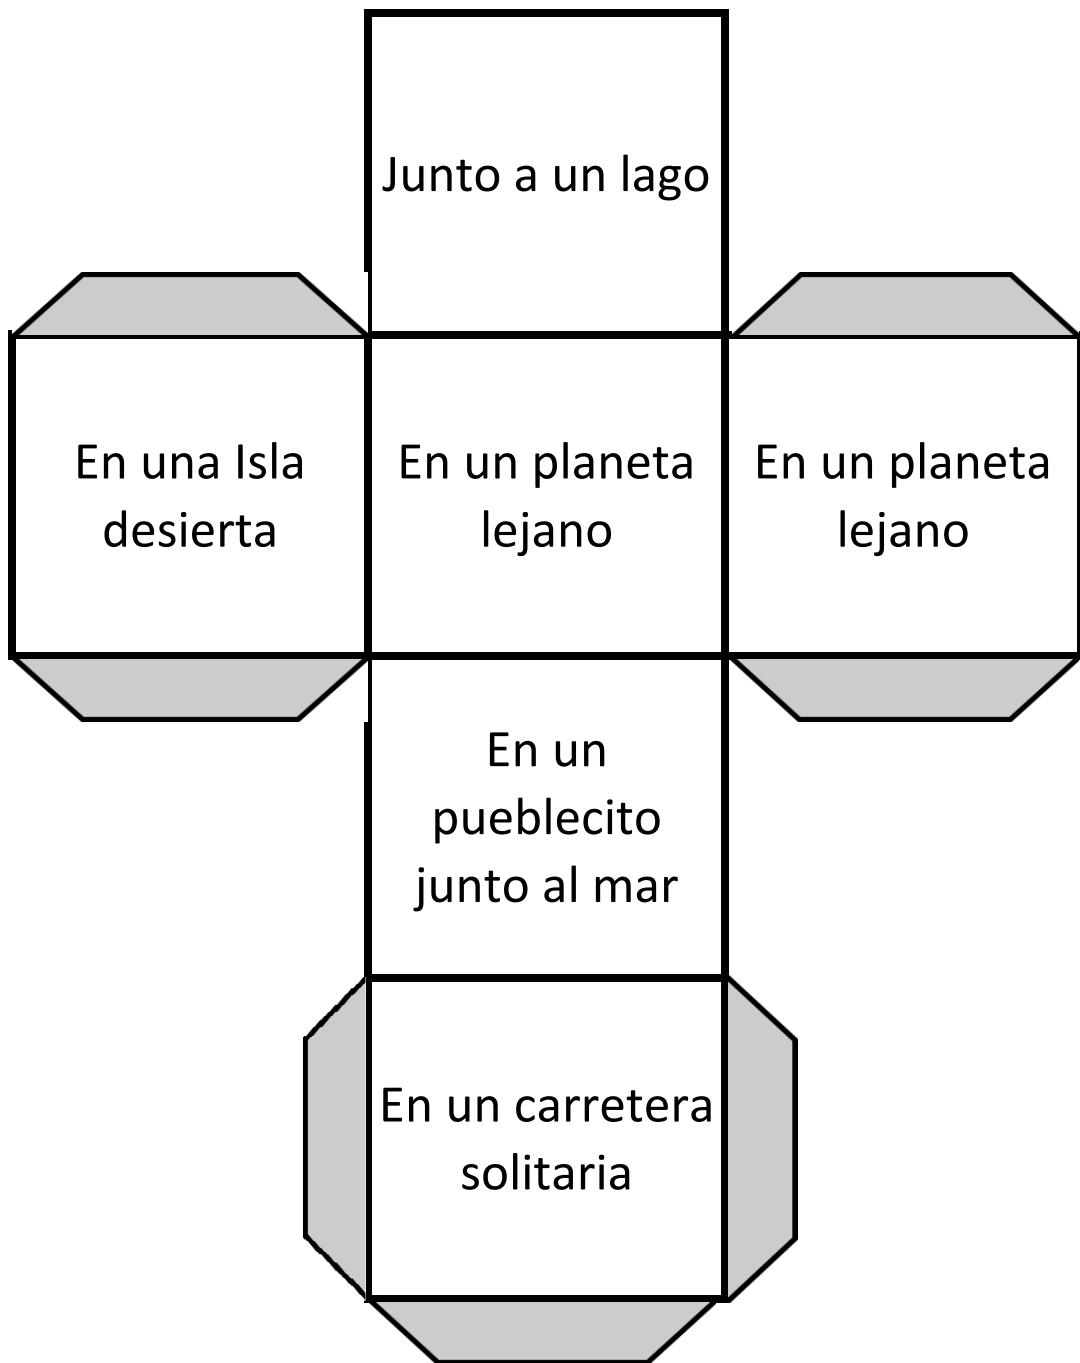 Junto a un lago
En una Isla
desierta
En un planeta
lejano
En un planeta
lejano
En un
pueblecito
junto al mar
En un carretera
solitaria